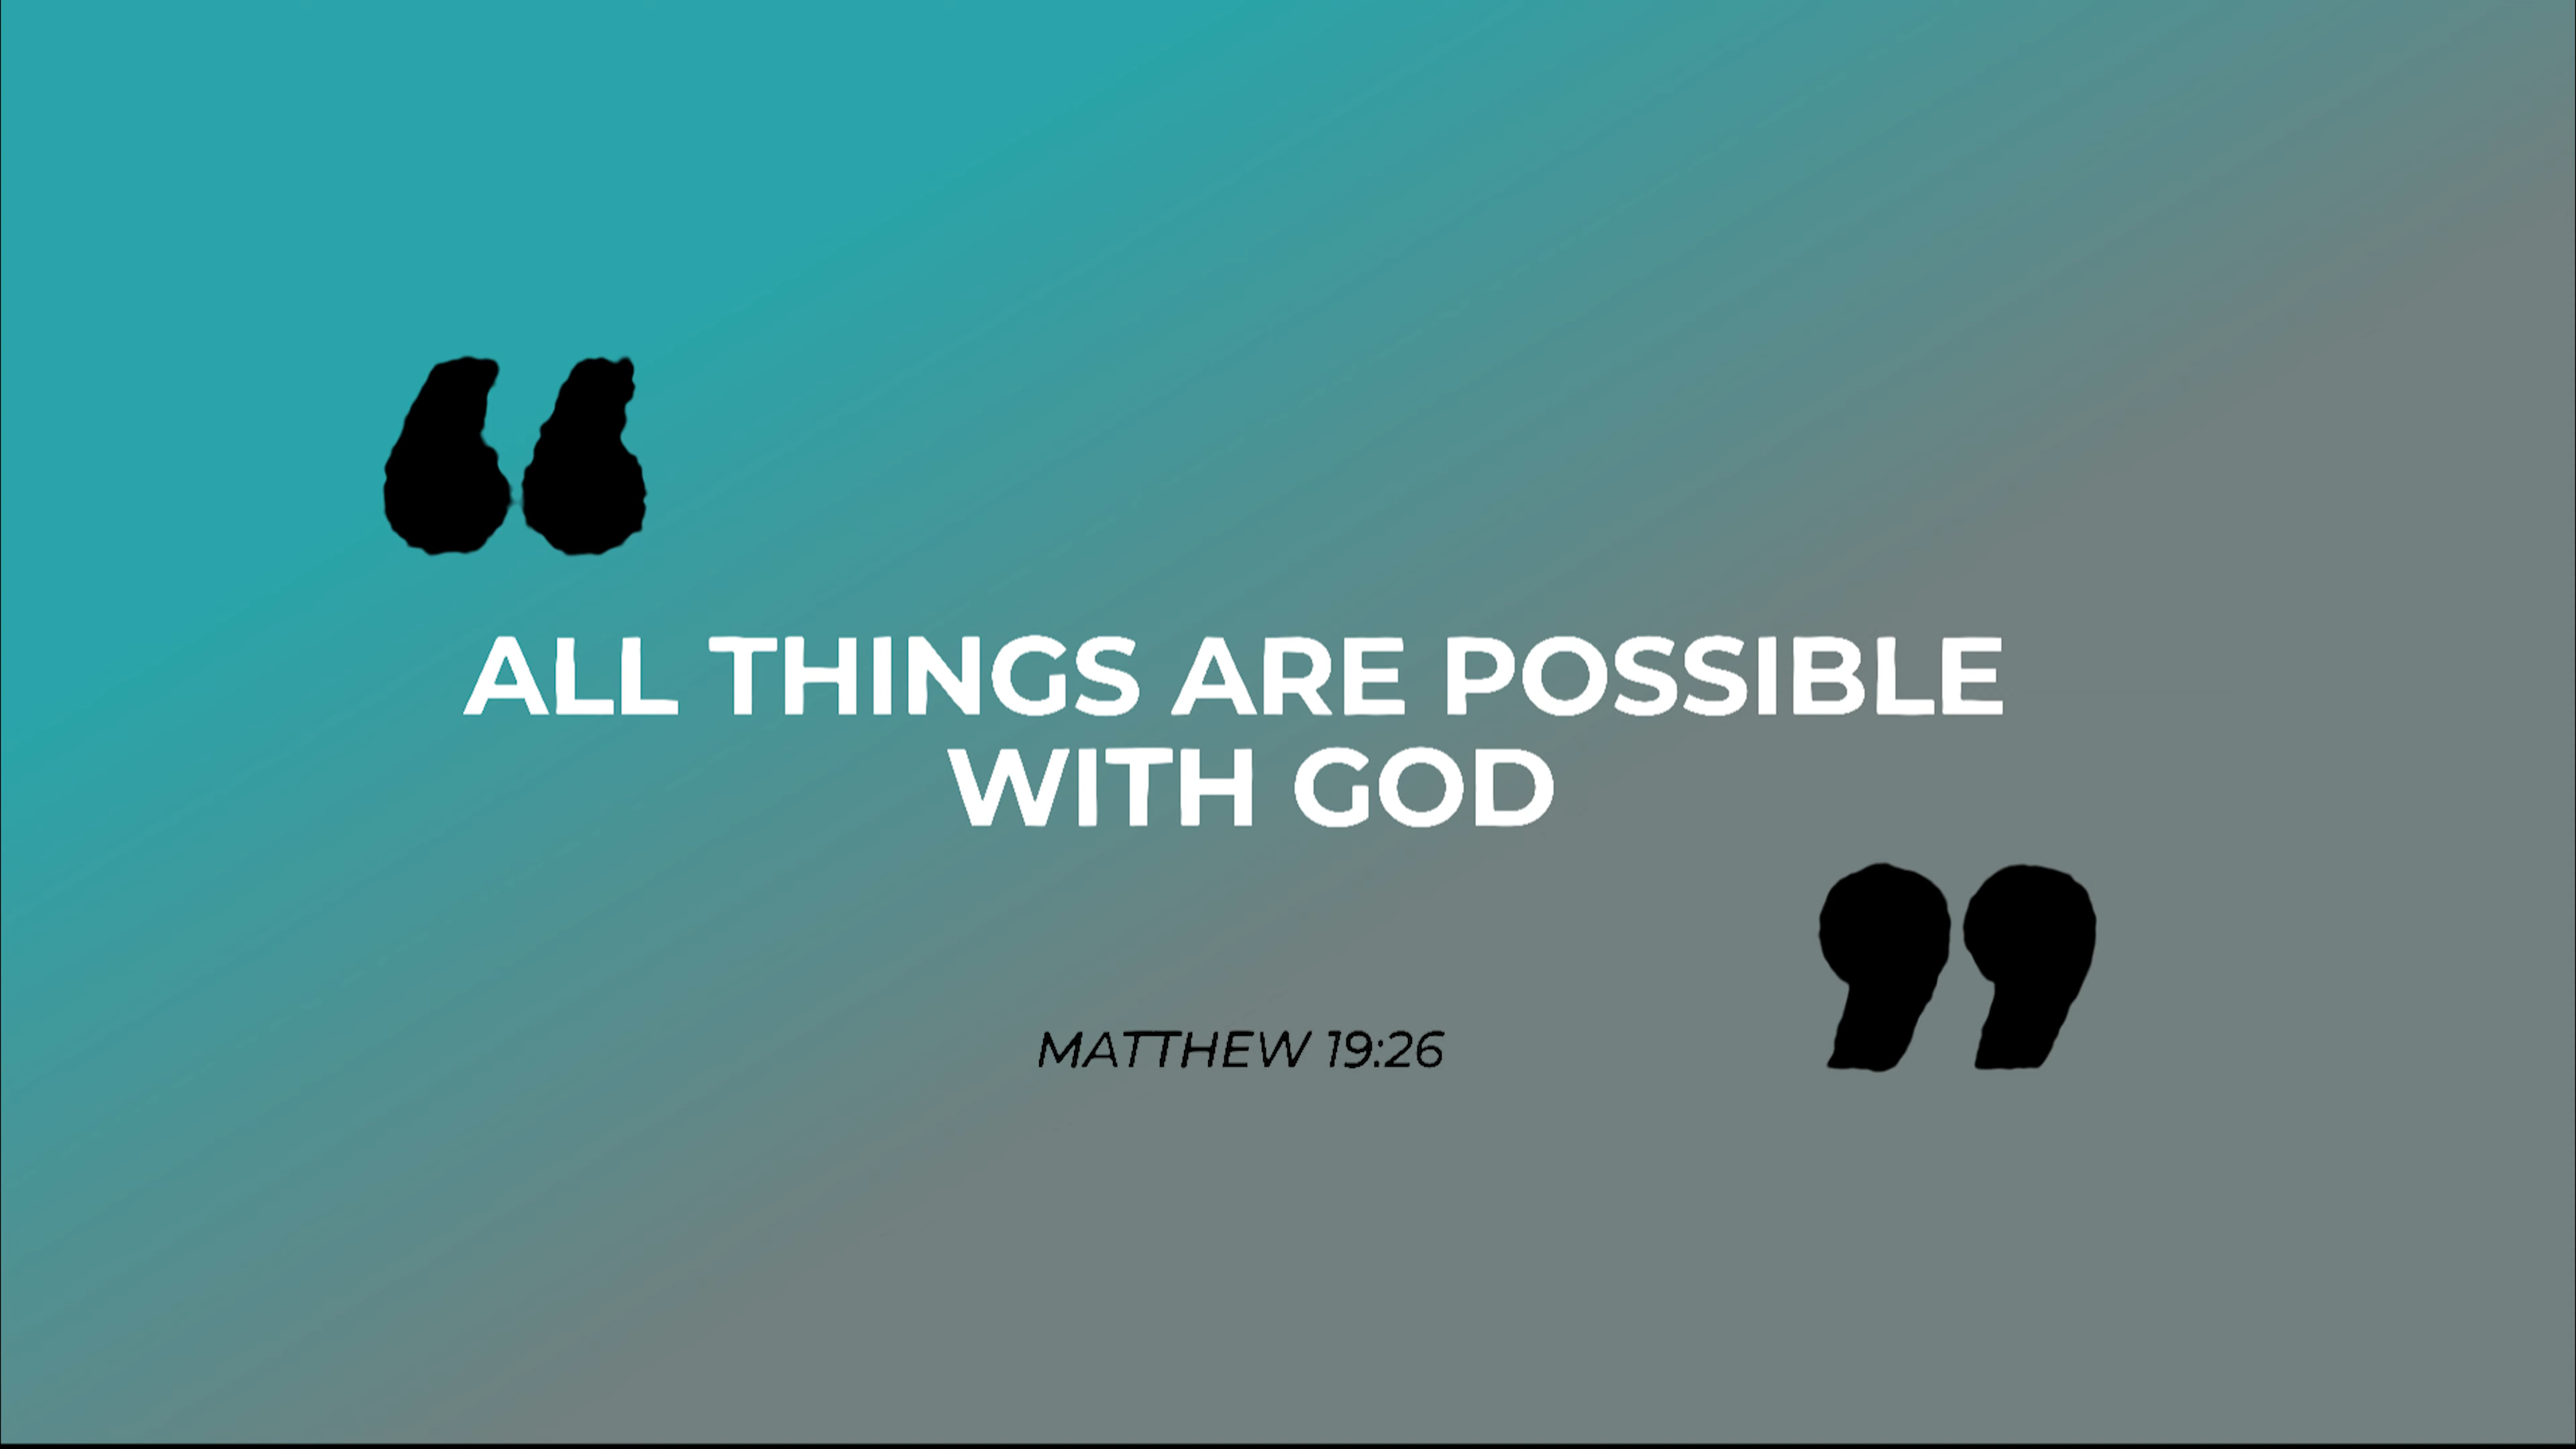 “
ALL THINGS ARE POSSIBLE
WITH GOD
”
MATTHEW 19:26